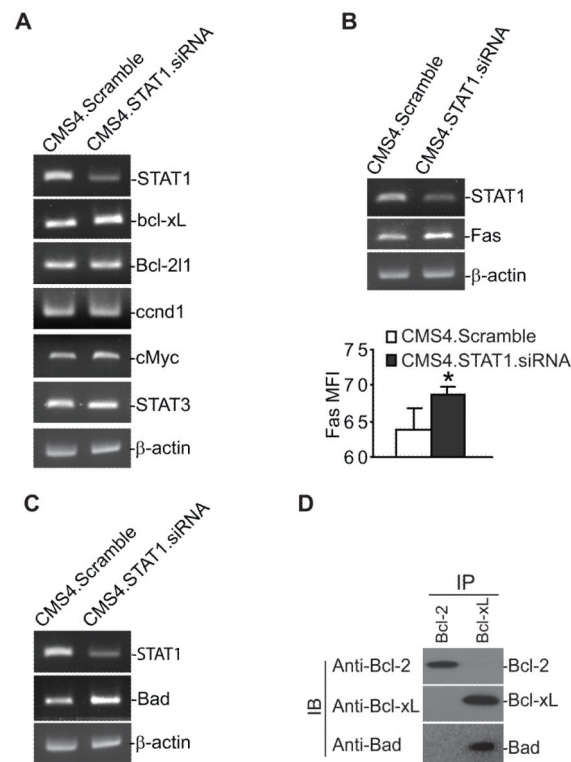 A
CMS4.Scramble
CMS4.STAT1.siRNA
-STAT1
-bcl-xL
-Bcl-2l1
-ccnd1
-cMyc
-STAT3
-β-actin
B
CMS4.Scramble
CMS4.STAT1.siRNA
-STAT1
-Fas
-β-actin
CMS4.Scramble
CMS4.STAT1.siRNA
Fas MFI
75
70
65
60
*
C
CMS4.Scramble
CMS4.STAT1.siRNA
-STAT1
-Bad
-β-actin
D
IP
Bcl-2
Bcl-xL
IB
Anti-Bcl-2 -Bcl-2
Anti-Bcl-xL -Bcl-xL
Anti-Bad -Bad